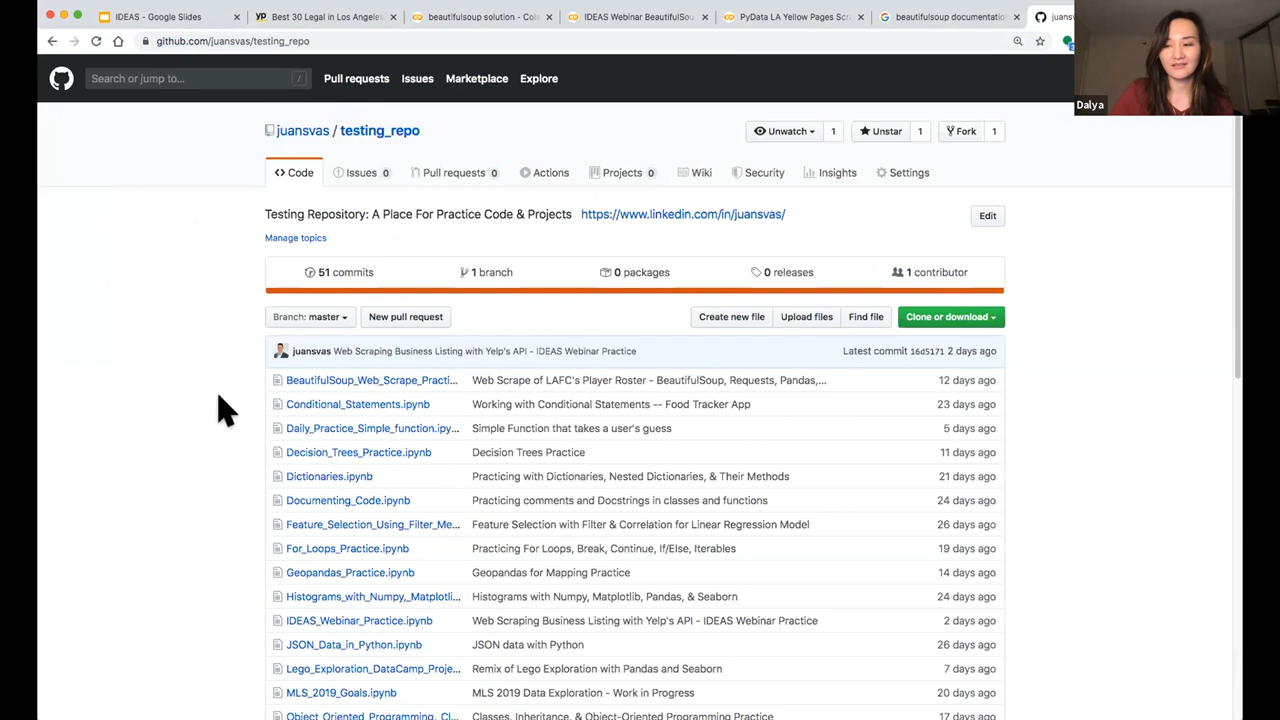 IDEAS - Google Slides
Best 30 Legal in Los Angeles
beautifulsoup solution - Col
IDEAS Webinar BeautifulSou
PyData LA Yellow Pages Scr
beautifulsoup documentatio
juansv
github.com/juansvas/testing_repo
Search or jump to...
/
Pull requests
Issues
Marketplace
Explore
Dalya
juansvas / testing_repo
Unwatch 1
Unstar 1
Fork 1
Code
Issues 0
Pull requests 0
Actions
Projects 0
Wiki
Security
Insights
Settings
Testing Repository: A Place For Practice Code & Projects https://www.linkedin.com/in/juansvas/
Edit
Manage topics
51 commits
1 branch
0 packages
0 releases
1 contributor
Branch: master
New pull request
Create new file
Upload files
Find file
Clone or download
juansvas Web Scraping Business Listing with Yelp's API - IDEAS Webinar Practice Latest commit 16d5171 2 days ago
BeautifulSoup_Web_Scrape_Practi... Web Scrape of LAFC's Player Roster - BeautifulSoup, Requests, Pandas,... 12 days ago
Conditional_Statements.ipynb Working with Conditional Statements -- Food Tracker App 23 days ago
Daily_Practice_Simple_function.ipy... Simple Function that takes a user's guess 5 days ago
Decision_Trees_Practice.ipynb Decision Trees Practice 11 days ago
Dictionaries.ipynb Practicing with Dictionaries, Nested Dictionaries, & Their Methods 21 days ago
Documenting_Code.ipynb Practicing comments and Docstrings in classes and functions 24 days ago
Feature_Selection_Using_Filter_Me... Feature Selection with Filter & Correlation for Linear Regression Model 26 days ago
For_Loops_Practice.ipynb Practicing For Loops, Break, Continue, If/Else, Iterables 19 days ago
Geopandas_Practice.ipynb Geopandas for Mapping Practice 14 days ago
Histograms_with_Numpy,_Matplotli... Histograms with Numpy, Matplotlib, Pandas, & Seaborn 24 days ago
IDEAS_Webinar_Practice.ipynb Web Scraping Business Listing with Yelp's API - IDEAS Webinar Practice 2 days ago
JSON_Data_in_Python.ipynb JSON data with Python 26 days ago
Lego_Exploration_DataCamp_Proje... Remix of Lego Exploration with Pandas and Seaborn 7 days ago
MLS_2019_Goals.ipynb MLS 2019 Data Exploration - Work in Progress 20 days ago
Object_Oriented_Programming_Cl... Classes, Inheritance, & Object-Oriented Programming Practice 17 days ago